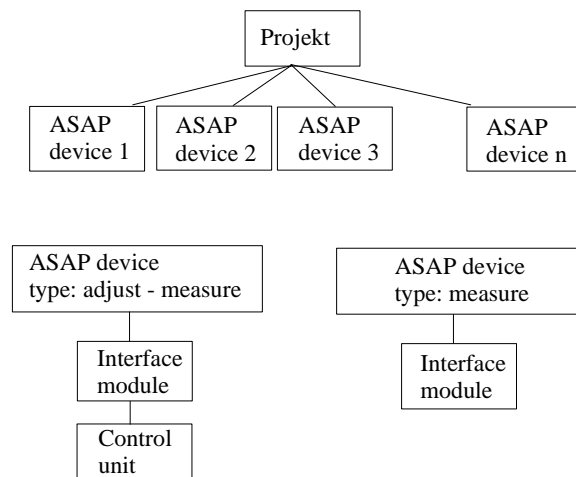 Projekt
ASAP
device 1
ASAP
device 2
ASAP
device 3
ASAP
device n
ASAP device
type: adjust - measure
ASAP device
type: measure
Interface
module
Interface
module
Control
unit